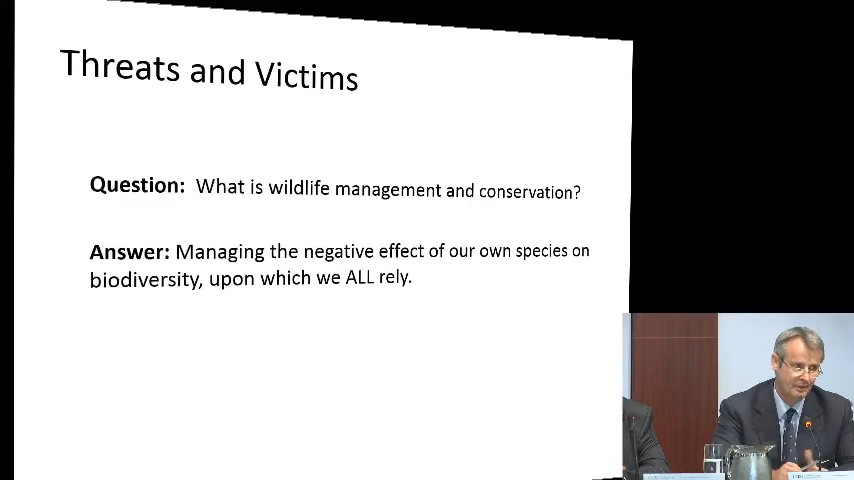 Threats and Victims
Question: What is wildlife management and conservation?
Answer: Managing the negative effect of our own species on
biodiversity, upon which we ALL rely.